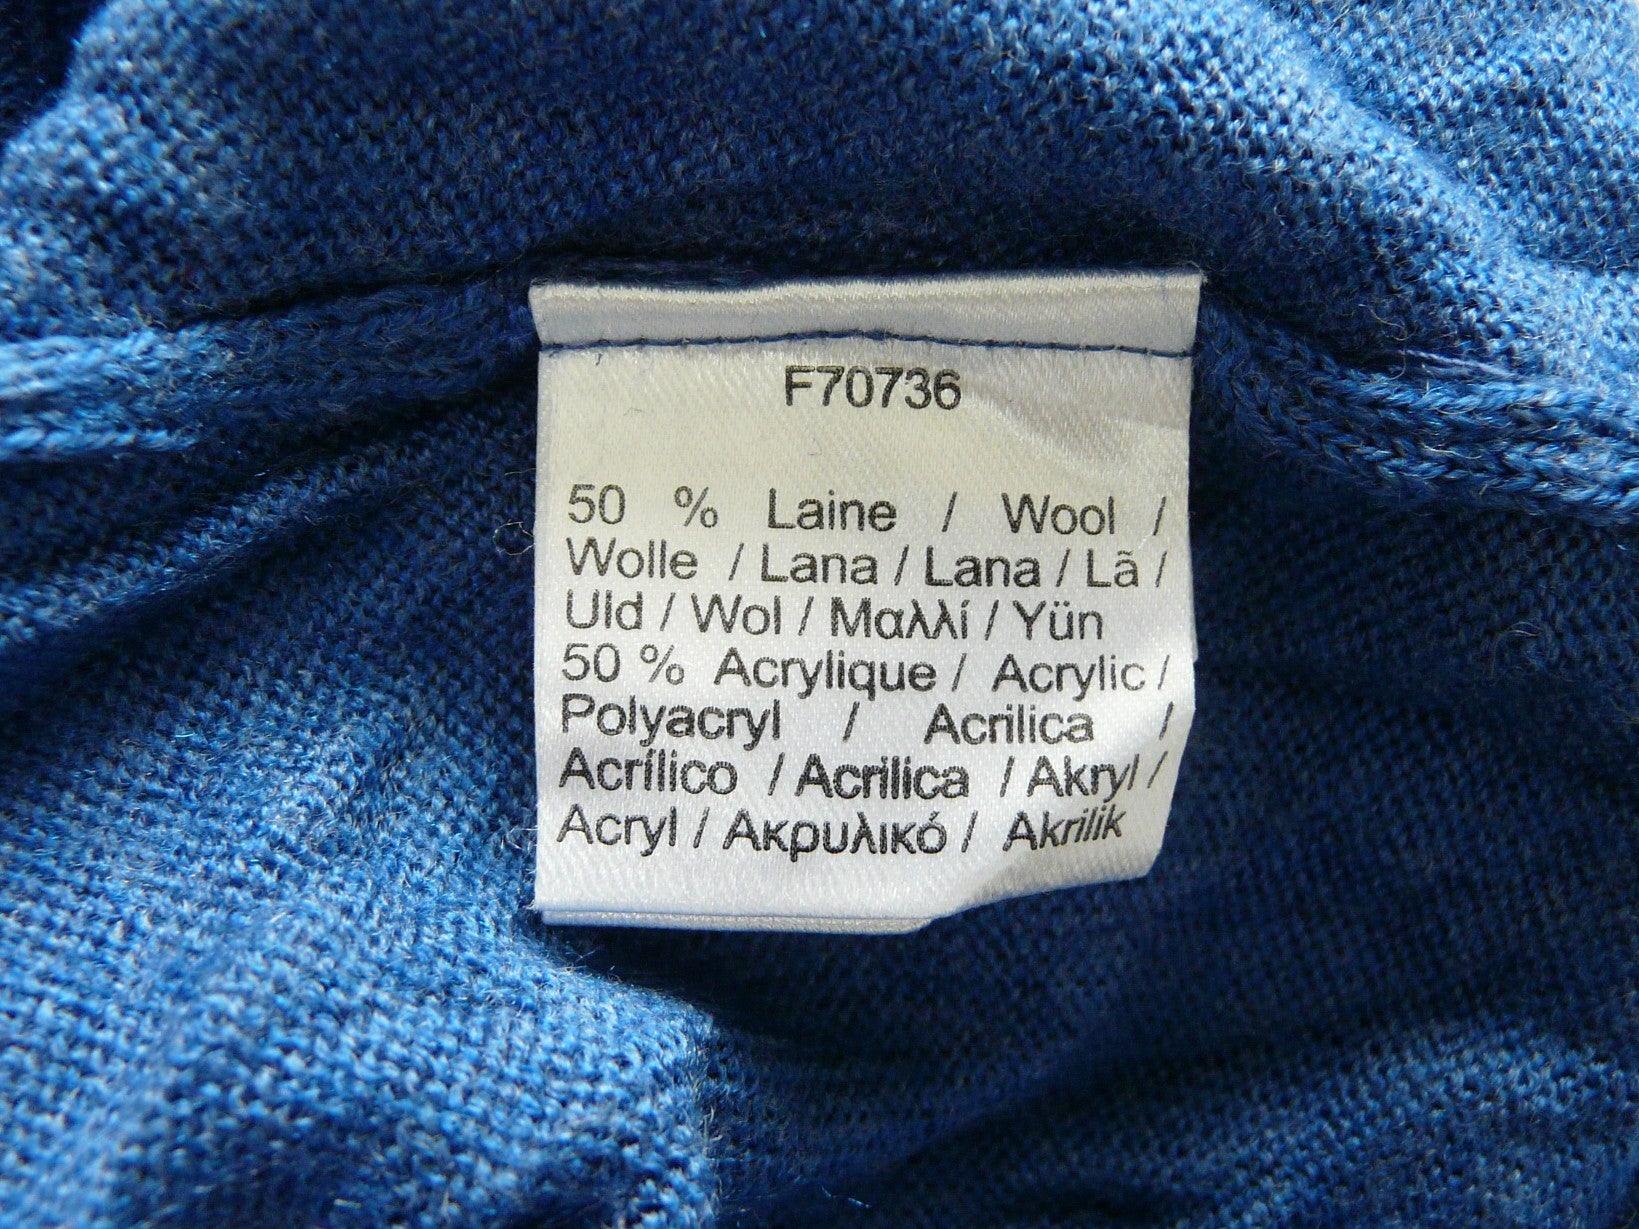 F70736
50 % Laine / Wool /
Wolle / Lana / Lana / Lã /
Uld / Wol / Μαλλί / Yün
50 % Acrylique / Acrylic /
Polyacryl / Acrilica /
Acrílico / Acrilica / Akryl /
Acryl / Ακρυλικό / Akrilik